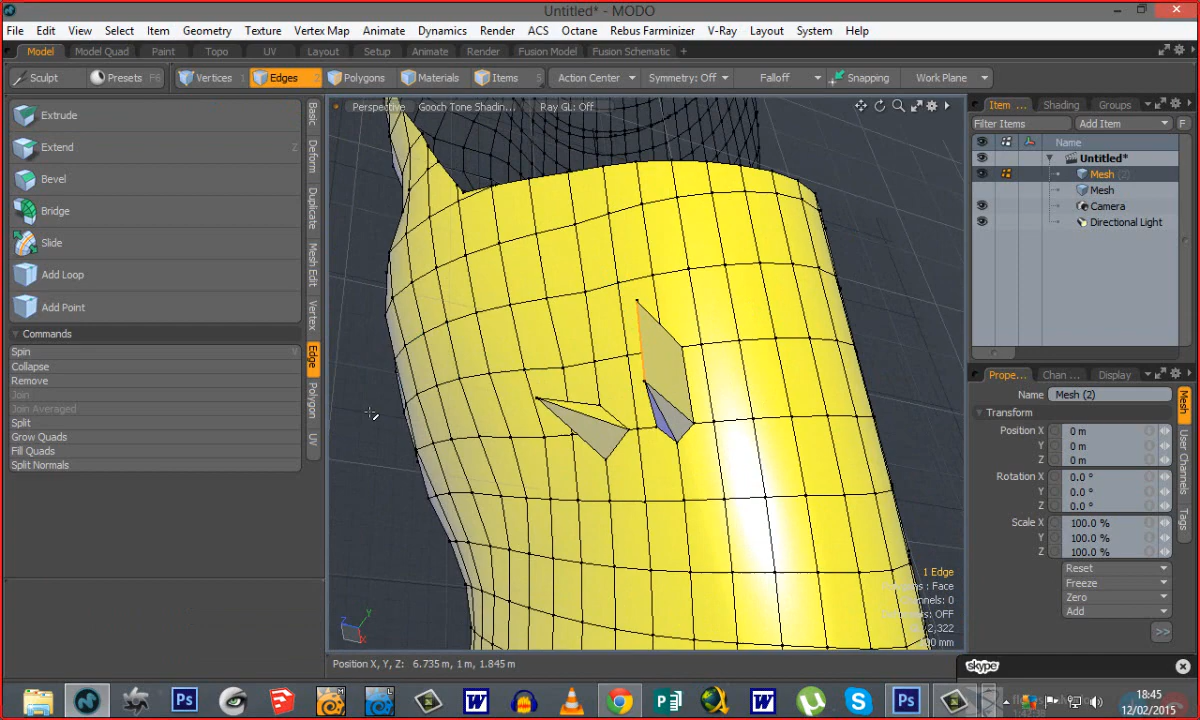 Untitled* - MODO
File Edit View Select Item Geometry Texture Vertex Map Animate Dynamics Render ACS Octane Rebus Farminizer V-Ray Layout System Help
Model Model Quad Paint Topo UV Layout Setup Animate Render Fusion Model Fusion Schematic +
Sculpt Presets F6 Vertices 1 Edges 2 Polygons Materials Items 5 Action Center Symmetry: Off Falloff Snapping Work Plane
Perspective Gooch Tone Shadin... Ray GL: Off
Item ... Shading Groups
Filter Items Add Item F
Name
Untitled*
Mesh (2)
Mesh
Camera
Directional Light
Extrude
Extend Z
Bevel
Bridge
Slide
Add Loop
Add Point
Commands
Spin V
Collapse
Remove
Join
Join Averaged
Split
Grow Quads
Fill Quads
Split Normals
Basic
Deform
Duplicate
Mesh Edit
Vertex
Edge
Polygon
UV
Prope... Chan ... Display
Name Mesh (2)
Transform
Position X 0 m
Y 0 m
Z 0 m
Rotation X 0.0 °
Y 0.0 °
Z 0.0 °
Scale X 100.0 %
Y 100.0 %
Z 100.0 %
Reset
Freeze
Zero
Add
>>
Mesh
User Channels
Tags
1 Edge
: Face
: 0
: OFF
2,322
Z Y X
Position X, Y, Z: 6.735 m, 1 m, 1.845 m
skype
Ps W W S Ps
18:45
12/02/2015